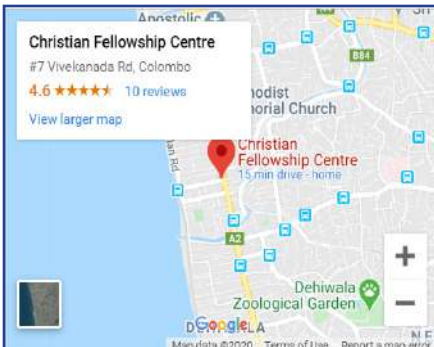 Apostolic
Christian Fellowship Centre
#7 Vivekanada Rd, Colombo
4.6 10 reviews
View larger map
B84
hodist
orial Church
Christian
Fellowship Centre
15 min drive - home
A2
Dehiwala
Zoological Garden
+
−
Google
Map data ©2020 Terms of Use Report a map error